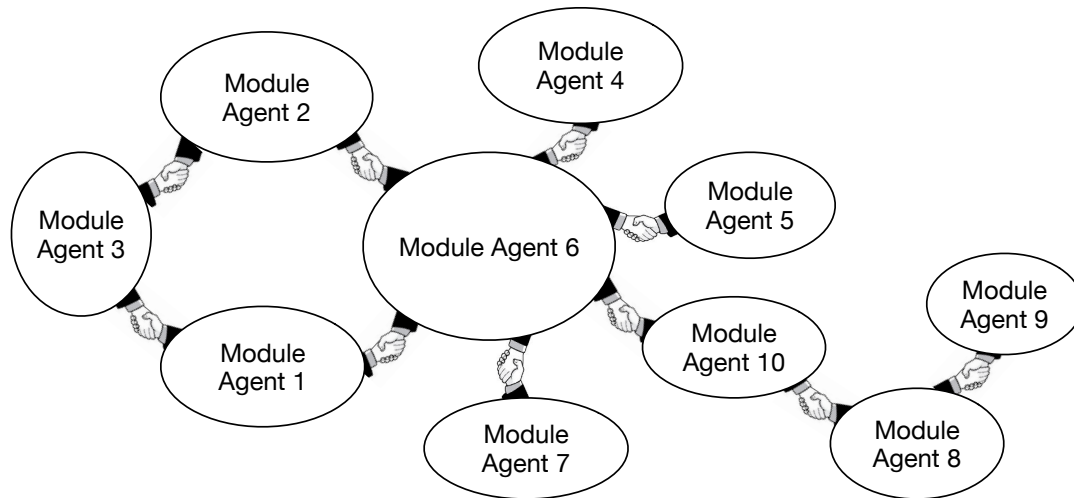 Module
Agent 4
Module
Agent 2
Module
Agent 5
Module
Agent 3
Module Agent 6
Module
Agent 9
Module
Agent 10
Module
Agent 1
Module
Agent 8
Module
Agent 7